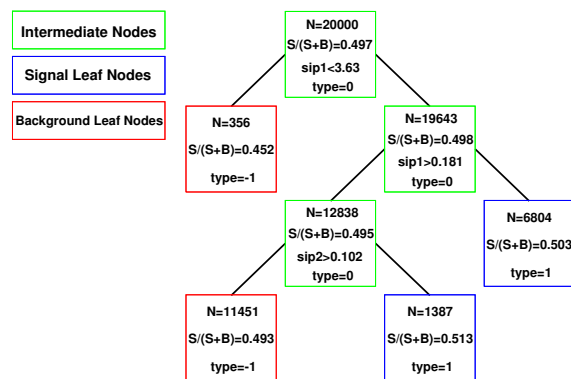 Intermediate Nodes
Signal Leaf Nodes
Background Leaf Nodes
N=20000
S/(S+B)=0.497
sip1<3.63
type=0
N=356
S/(S+B)=0.452
type=-1
N=19643
S/(S+B)=0.498
sip1>0.181
type=0
N=12838
S/(S+B)=0.495
sip2>0.102
type=0
N=6804
S/(S+B)=0.503
type=1
N=11451
S/(S+B)=0.493
type=-1
N=1387
S/(S+B)=0.513
type=1